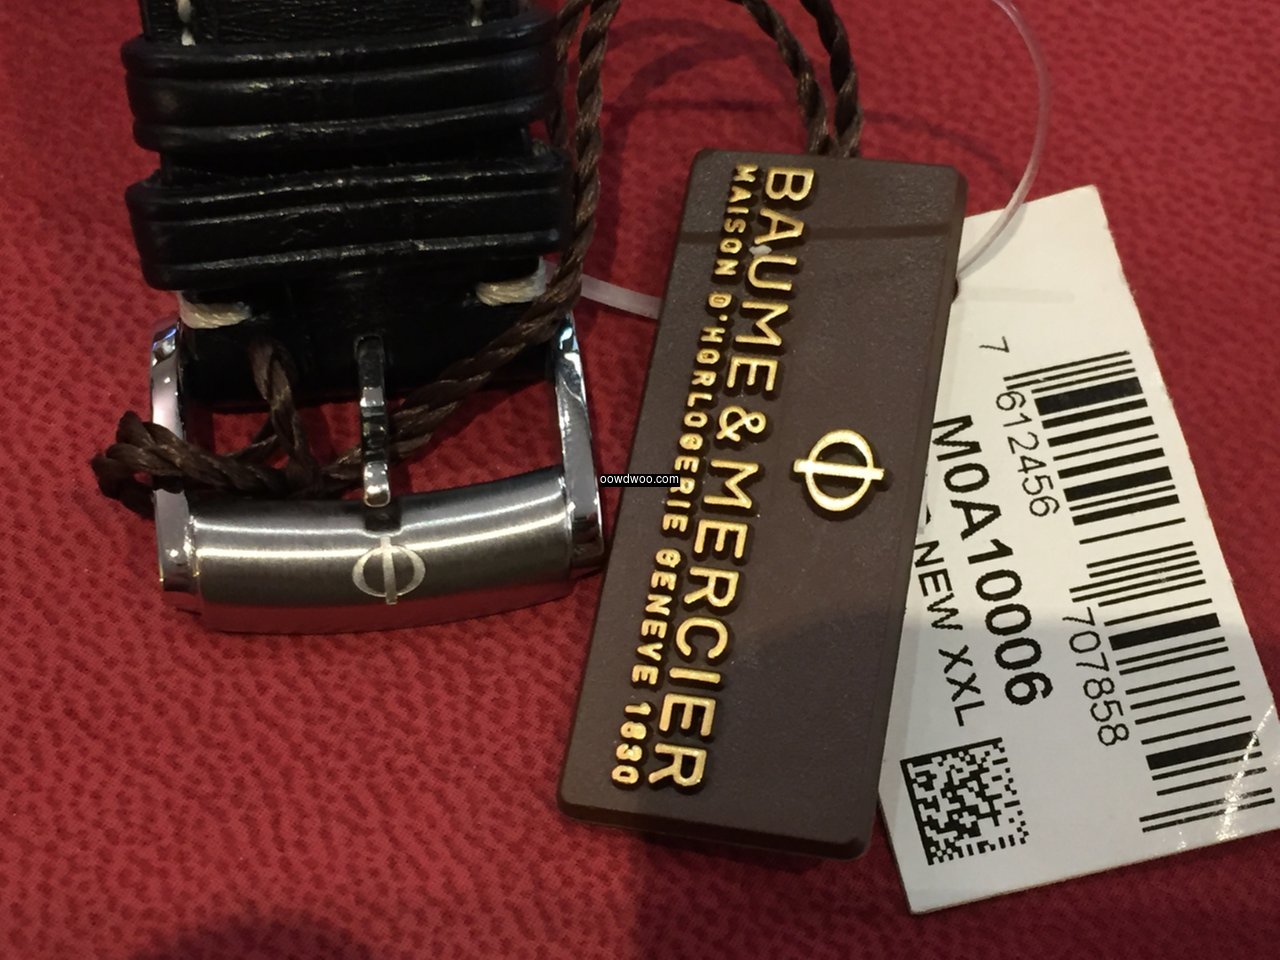 BAUME & MERCIER
MAISON D'HORLOGERIE GENEVE 1830
oowdwoo.com
7 612456 707858
M0A10006
NEW XXL